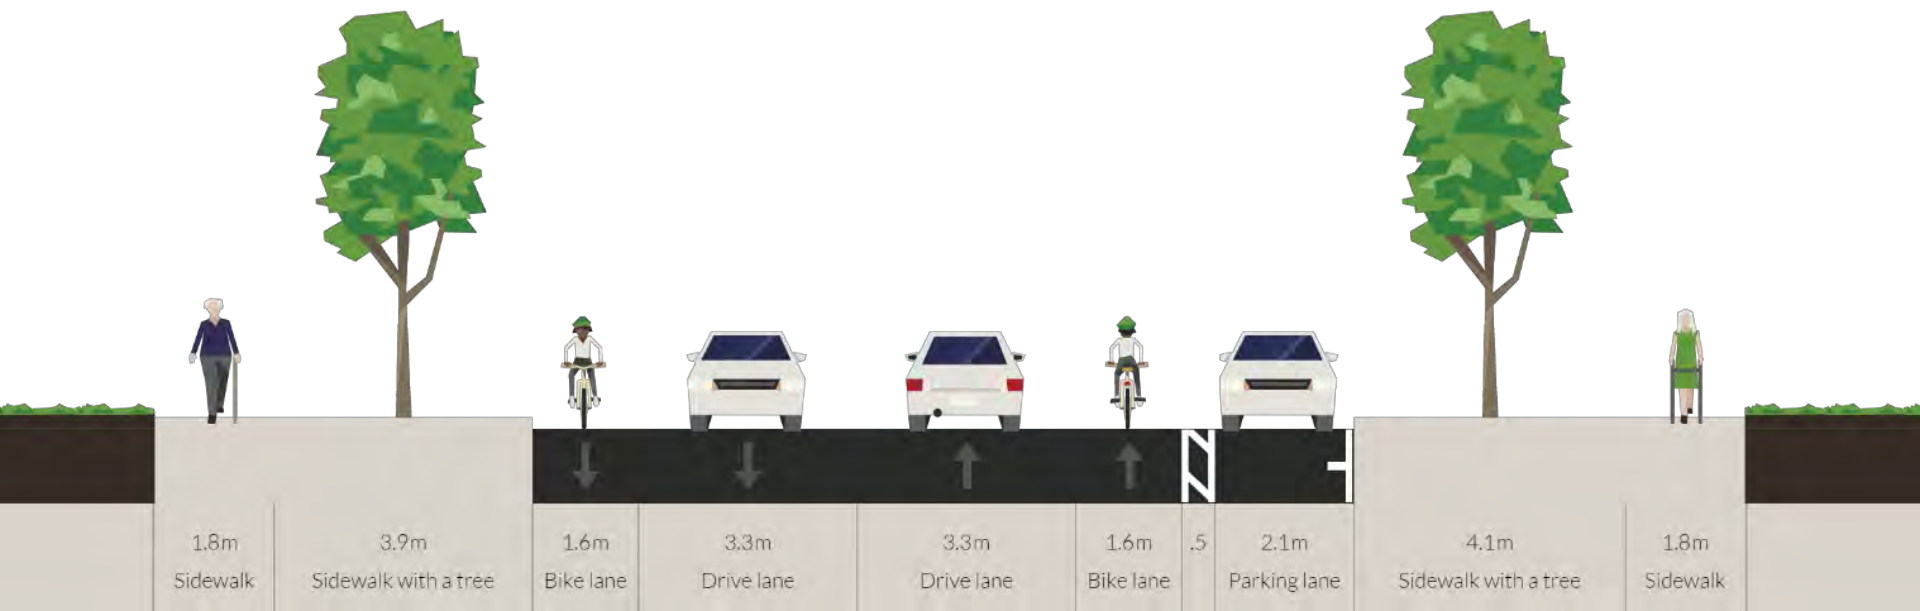 1.8m 3.9m 1.6m 3.3m 3.3m 1.6m .5 2.1m 4.1m 1.8m
Sidewalk Sidewalk with a tree Bike lane Drive lane Drive lane Bike lane Parking lane Sidewalk with a tree Sidewalk